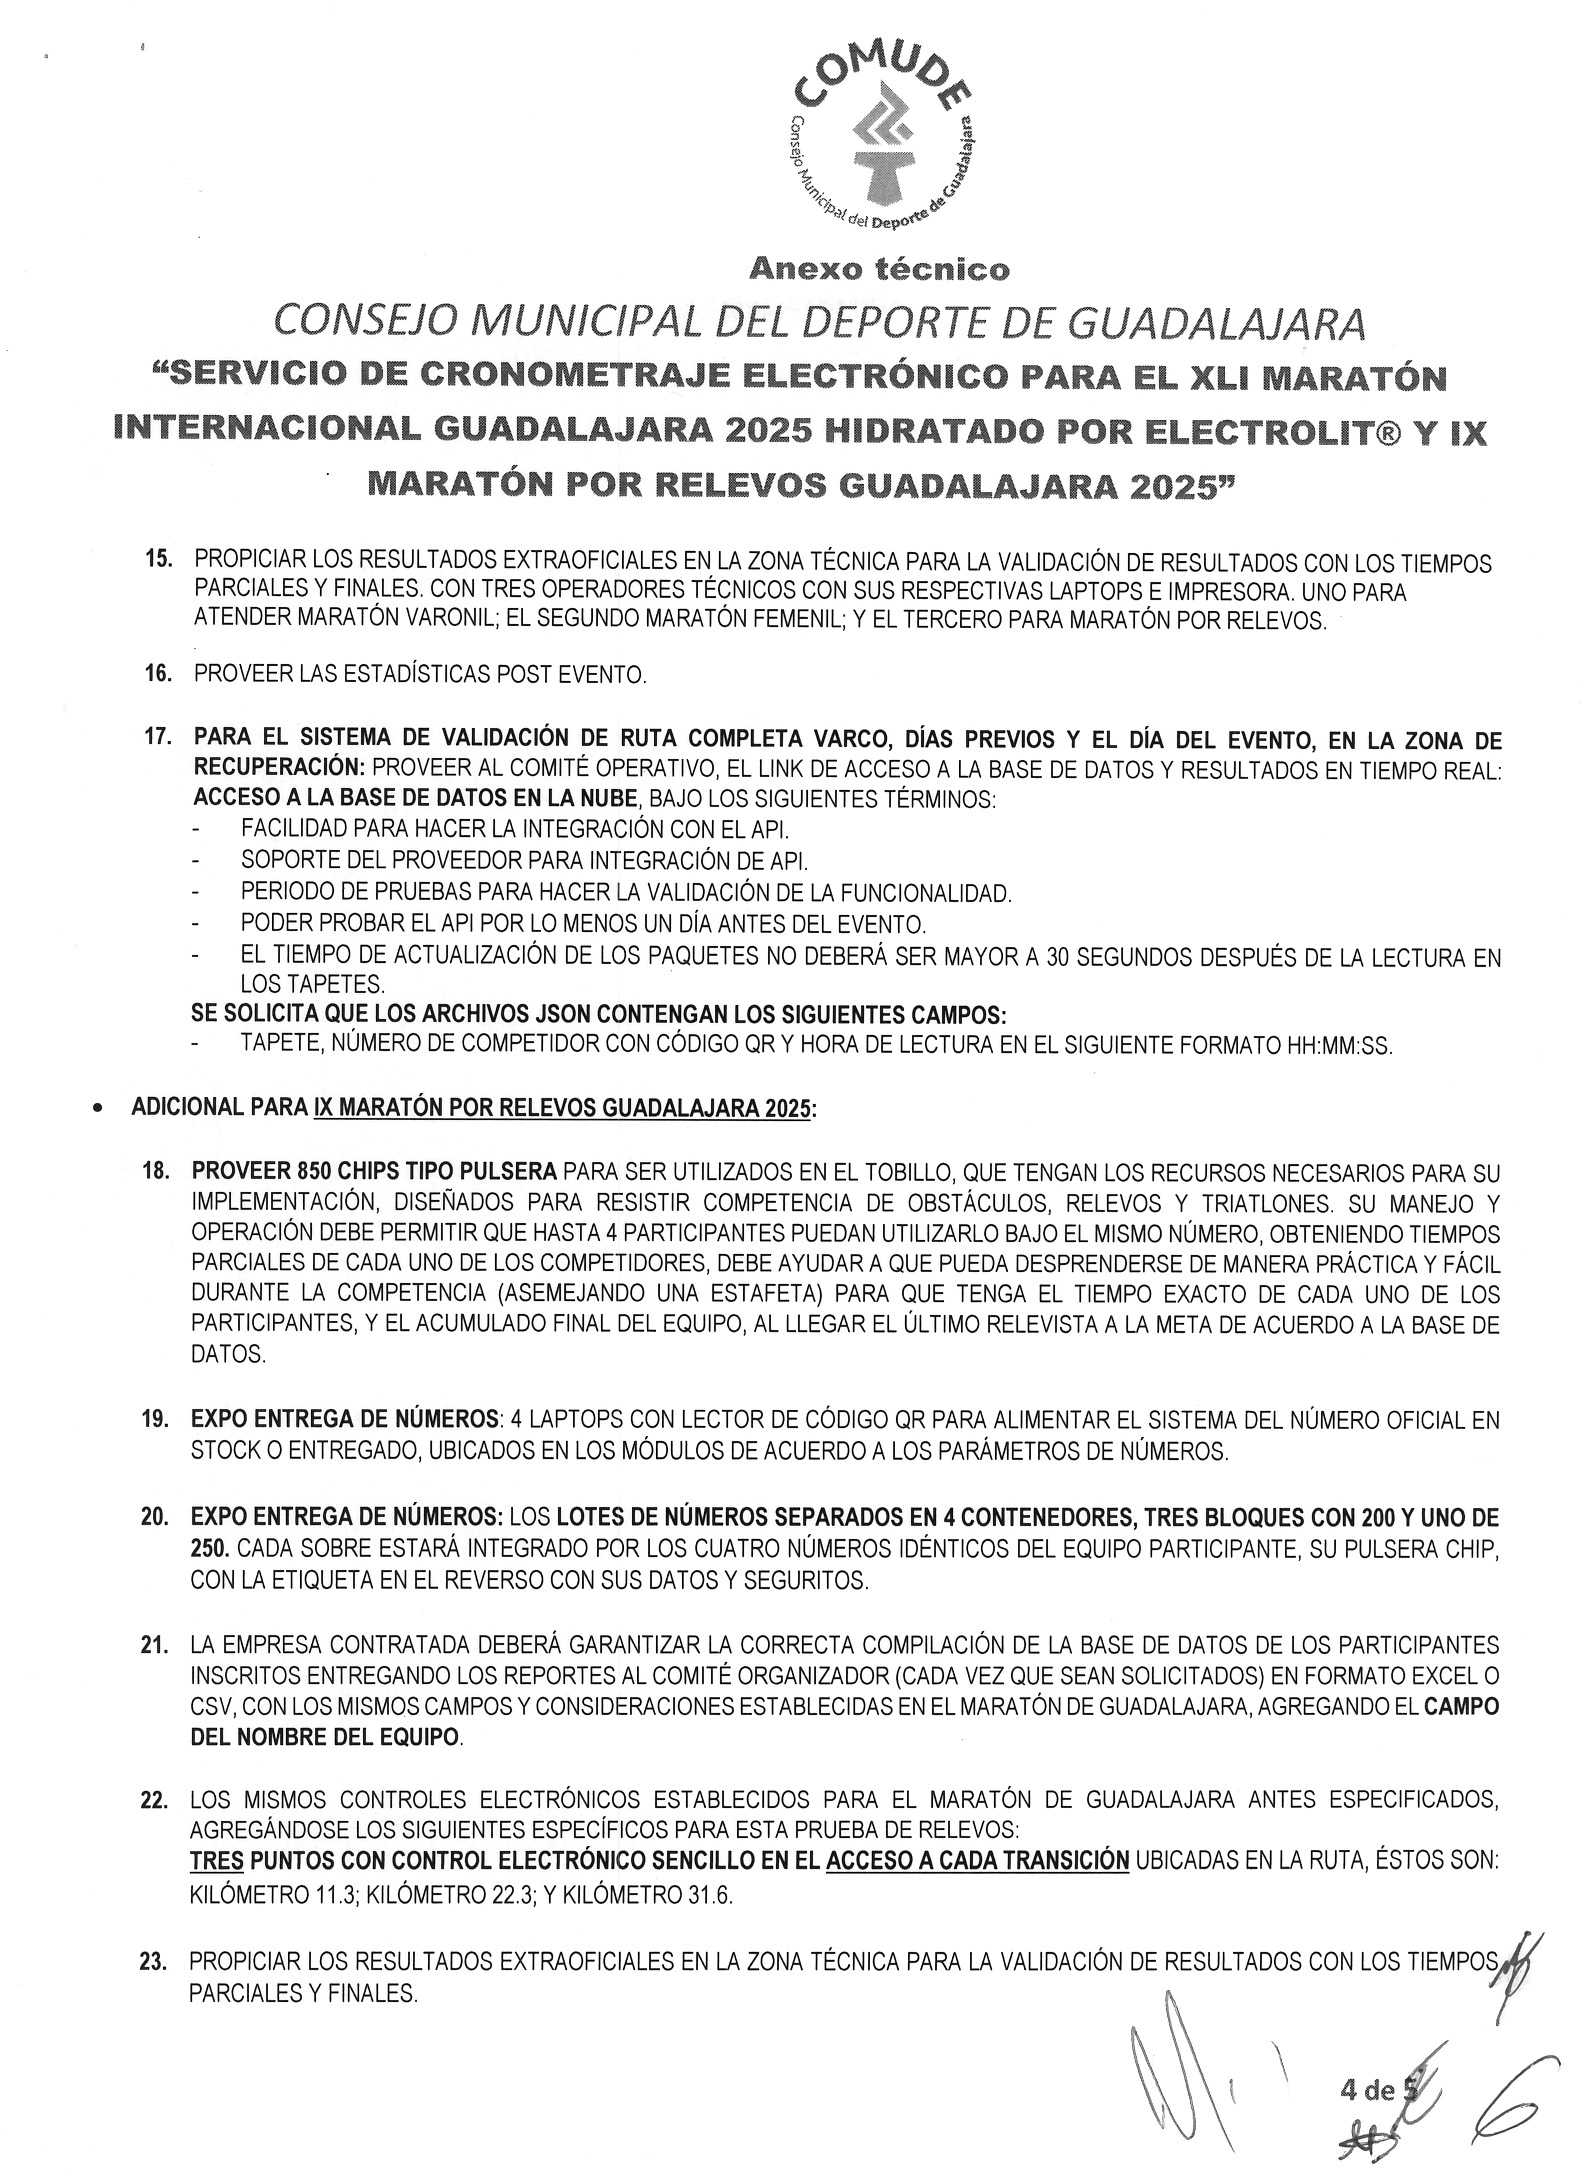 COMUDE
Consejo Municipal del Deporte de Guadalajara
Anexo técnico
CONSEJO MUNICIPAL DEL DEPORTE DE GUADALAJARA
“SERVICIO DE CRONOMETRAJE ELECTRÓNICO PARA EL XLI MARATÓN
INTERNACIONAL GUADALAJARA 2025 HIDRATADO POR ELECTROLIT® Y IX
MARATÓN POR RELEVOS GUADALAJARA 2025”
15. PROPICIAR LOS RESULTADOS EXTRAOFICIALES EN LA ZONA TÉCNICA PARA LA VALIDACIÓN DE RESULTADOS CON LOS TIEMPOS
PARCIALES Y FINALES. CON TRES OPERADORES TÉCNICOS CON SUS RESPECTIVAS LAPTOPS E IMPRESORA. UNO PARA
ATENDER MARATÓN VARONIL; EL SEGUNDO MARATÓN FEMENIL; Y EL TERCERO PARA MARATÓN POR RELEVOS.
16. PROVEER LAS ESTADÍSTICAS POST EVENTO.
17. PARA EL SISTEMA DE VALIDACIÓN DE RUTA COMPLETA VARCO, DÍAS PREVIOS Y EL DÍA DEL EVENTO, EN LA ZONA DE
RECUPERACIÓN: PROVEER AL COMITÉ OPERATIVO, EL LINK DE ACCESO A LA BASE DE DATOS Y RESULTADOS EN TIEMPO REAL:
ACCESO A LA BASE DE DATOS EN LA NUBE, BAJO LOS SIGUIENTES TÉRMINOS:
- FACILIDAD PARA HACER LA INTEGRACIÓN CON EL API.
- SOPORTE DEL PROVEEDOR PARA INTEGRACIÓN DE API.
- PERIODO DE PRUEBAS PARA HACER LA VALIDACIÓN DE LA FUNCIONALIDAD.
- PODER PROBAR EL API POR LO MENOS UN DÍA ANTES DEL EVENTO.
- EL TIEMPO DE ACTUALIZACIÓN DE LOS PAQUETES NO DEBERÁ SER MAYOR A 30 SEGUNDOS DESPUÉS DE LA LECTURA EN
LOS TAPETES.
SE SOLICITA QUE LOS ARCHIVOS JSON CONTENGAN LOS SIGUIENTES CAMPOS:
- TAPETE, NÚMERO DE COMPETIDOR CON CÓDIGO QR Y HORA DE LECTURA EN EL SIGUIENTE FORMATO HH:MM:SS.
• ADICIONAL PARA IX MARATÓN POR RELEVOS GUADALAJARA 2025:
18. PROVEER 850 CHIPS TIPO PULSERA PARA SER UTILIZADOS EN EL TOBILLO, QUE TENGAN LOS RECURSOS NECESARIOS PARA SU
IMPLEMENTACIÓN, DISEÑADOS PARA RESISTIR COMPETENCIA DE OBSTÁCULOS, RELEVOS Y TRIATLONES. SU MANEJO Y
OPERACIÓN DEBE PERMITIR QUE HASTA 4 PARTICIPANTES PUEDAN UTILIZARLO BAJO EL MISMO NÚMERO, OBTENIENDO TIEMPOS
PARCIALES DE CADA UNO DE LOS COMPETIDORES, DEBE AYUDAR A QUE PUEDA DESPRENDERSE DE MANERA PRÁCTICA Y FÁCIL
DURANTE LA COMPETENCIA (ASEMEJANDO UNA ESTAFETA) PARA QUE TENGA EL TIEMPO EXACTO DE CADA UNO DE LOS
PARTICIPANTES, Y EL ACUMULADO FINAL DEL EQUIPO, AL LLEGAR EL ÚLTIMO RELEVISTA A LA META DE ACUERDO A LA BASE DE
DATOS.
19. EXPO ENTREGA DE NÚMEROS: 4 LAPTOPS CON LECTOR DE CÓDIGO QR PARA ALIMENTAR EL SISTEMA DEL NÚMERO OFICIAL EN
STOCK O ENTREGADO, UBICADOS EN LOS MÓDULOS DE ACUERDO A LOS PARÁMETROS DE NÚMEROS.
20. EXPO ENTREGA DE NÚMEROS: LOS LOTES DE NÚMEROS SEPARADOS EN 4 CONTENEDORES, TRES BLOQUES CON 200 Y UNO DE
250. CADA SOBRE ESTARÁ INTEGRADO POR LOS CUATRO NÚMEROS IDÉNTICOS DEL EQUIPO PARTICIPANTE, SU PULSERA CHIP,
CON LA ETIQUETA EN EL REVERSO CON SUS DATOS Y SEGURITOS.
21. LA EMPRESA CONTRATADA DEBERÁ GARANTIZAR LA CORRECTA COMPILACIÓN DE LA BASE DE DATOS DE LOS PARTICIPANTES
INSCRITOS ENTREGANDO LOS REPORTES AL COMITÉ ORGANIZADOR (CADA VEZ QUE SEAN SOLICITADOS) EN FORMATO EXCEL O
CSV, CON LOS MISMOS CAMPOS Y CONSIDERACIONES ESTABLECIDAS EN EL MARATÓN DE GUADALAJARA, AGREGANDO EL CAMPO
DEL NOMBRE DEL EQUIPO.
22. LOS MISMOS CONTROLES ELECTRÓNICOS ESTABLECIDOS PARA EL MARATÓN DE GUADALAJARA ANTES ESPECIFICADOS,
AGREGÁNDOSE LOS SIGUIENTES ESPECÍFICOS PARA ESTA PRUEBA DE RELEVOS:
TRES PUNTOS CON CONTROL ELECTRÓNICO SENCILLO EN EL ACCESO A CADA TRANSICIÓN UBICADAS EN LA RUTA, ÉSTOS SON:
KILÓMETRO 11.3; KILÓMETRO 22.3; Y KILÓMETRO 31.6.
23. PROPICIAR LOS RESULTADOS EXTRAOFICIALES EN LA ZONA TÉCNICA PARA LA VALIDACIÓN DE RESULTADOS CON LOS TIEMPOS
PARCIALES Y FINALES.
4 de 5